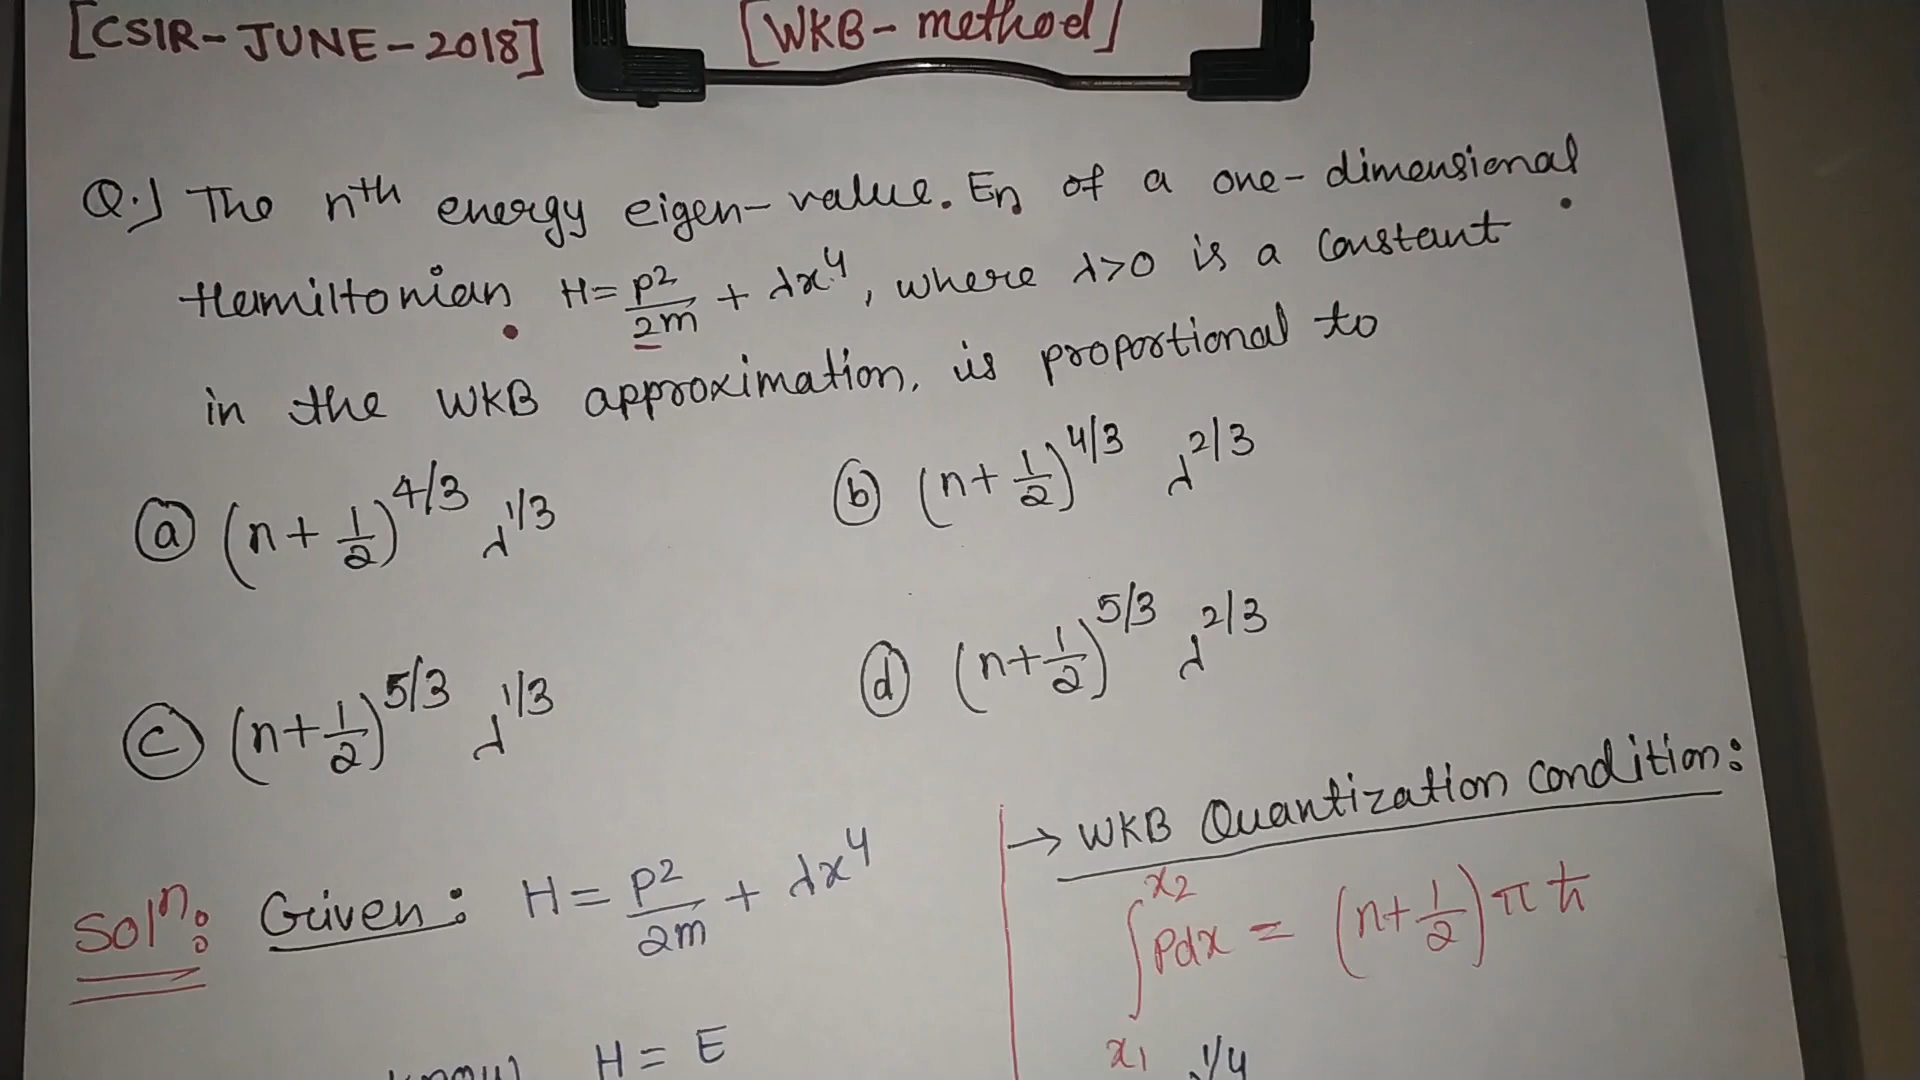 [CSIR-JUNE-2018]
[WKB-method]
Q.) The nth energy eigen-value. En of a one-dimensional
Hamiltonian H = p²/2m + λx⁴, where λ>0 is a constant
in the WKB approximation, is proportional to
(a) (n+1/2)^4/3 λ^1/3
(b) (n+1/2)^4/3 λ^2/3
(c) (n+1/2)^5/3 λ^1/3
(d) (n+1/2)^5/3 λ^2/3
→ WKB Quantization condition:
∫ x₂ x₁ pdx = (n+1/2)πħ
Solⁿ: Given: H = p²/2m + λx⁴
H = E
1/4